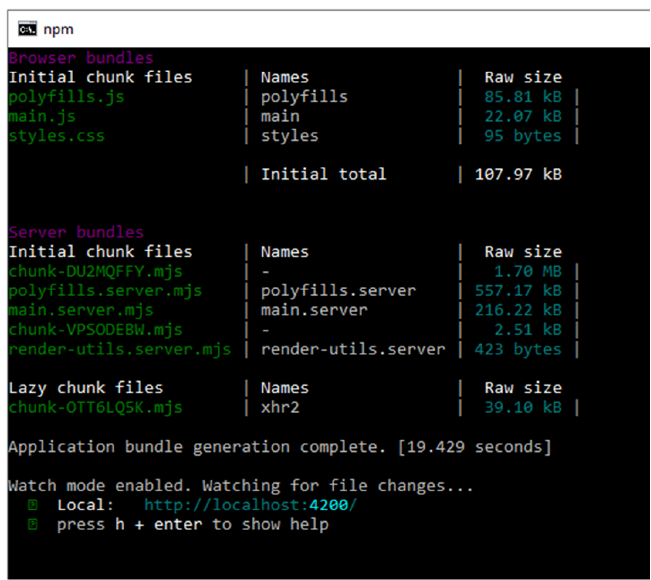 npm
Browser bundles
Initial chunk files | Names | Raw size
polyfills.js | polyfills | 85.81 kB |
main.js | main | 22.07 kB |
styles.css | styles | 95 bytes |
| Initial total | 107.97 kB
Server bundles
Initial chunk files | Names | Raw size
chunk-DU2MQFFY.mjs | - | 1.70 MB |
polyfills.server.mjs | polyfills.server | 557.17 kB |
main.server.mjs | main.server | 216.22 kB |
chunk-VPSODEBW.mjs | - | 2.51 kB |
render-utils.server.mjs | render-utils.server | 423 bytes |
Lazy chunk files | Names | Raw size
chunk-OTT6LQSK.mjs | xhr2 | 39.10 kB |
Application bundle generation complete. [19.429 seconds]
Watch mode enabled. Watching for file changes...
Local: http://localhost:4200/
press h + enter to show help